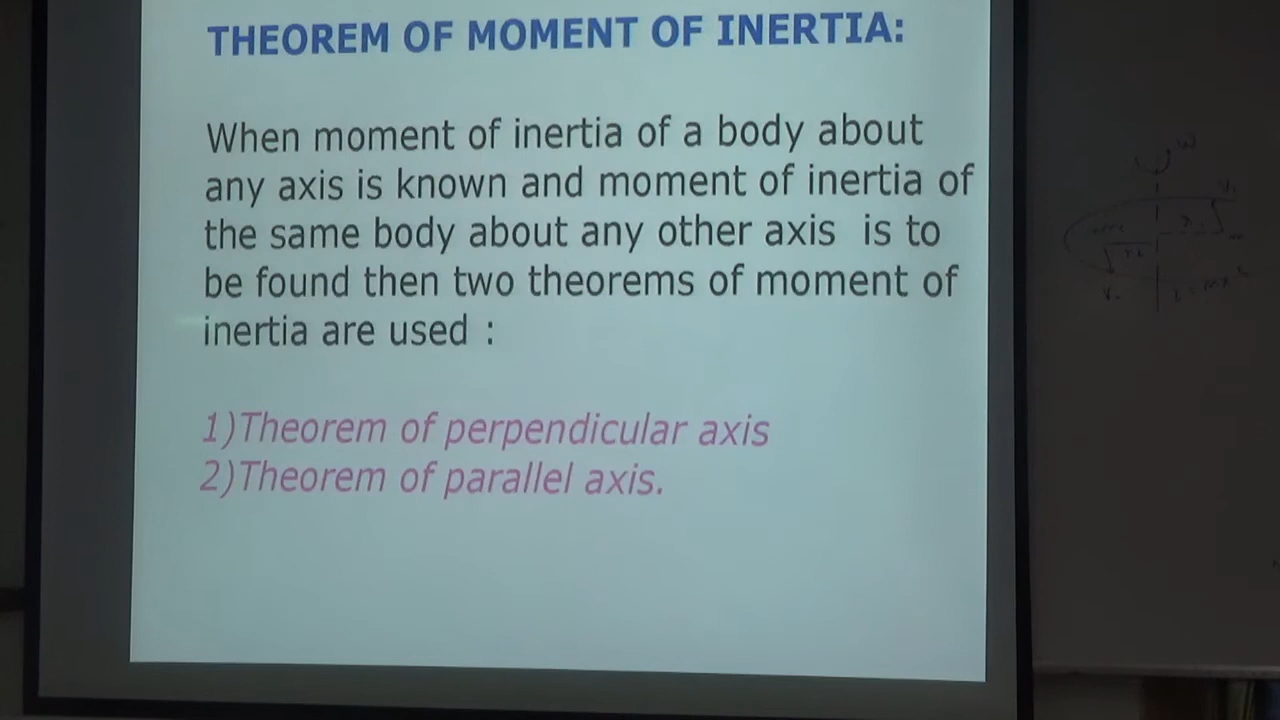 THEOREM OF MOMENT OF INERTIA:
When moment of inertia of a body about
any axis is known and moment of inertia of
the same body about any other axis is to
be found then two theorems of moment of
inertia are used :
1)Theorem of perpendicular axis
2)Theorem of parallel axis.